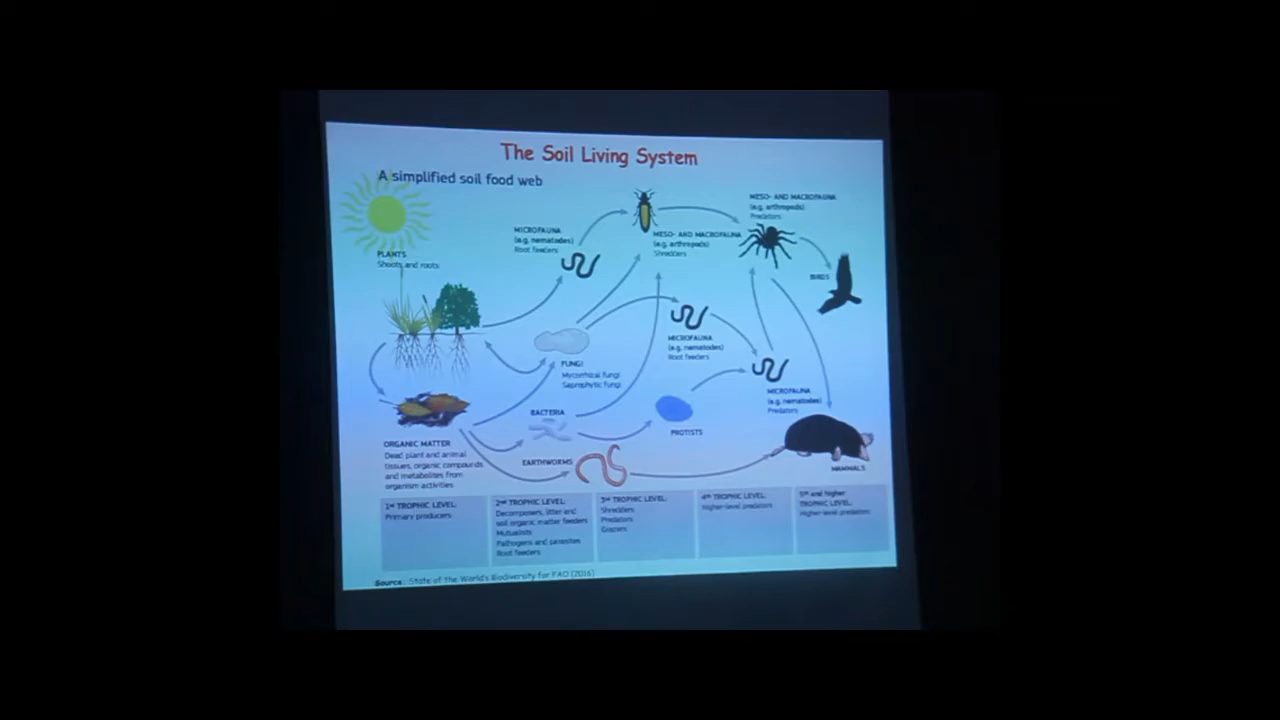 The Soil Living System
A simplified soil food web
PLANTS
Shoots and roots
MICROFAUNA
(e.g. nematodes)
Root feeders
MESO- AND MACROFAUNA
(e.g. arthropods)
Shredders
MESO- AND MACROFAUNA
(e.g. arthropods)
Predators
BIRDS
FUNGI
Mycorrhizal fungi
Saprophytic fungi
MICROFAUNA
(e.g. nematodes)
Root feeders
MICROFAUNA
(e.g. nematodes)
Predators
BACTERIA
PROTISTS
EARTHWORMS
MAMMALS
ORGANIC MATTER
Dead plant and animal
tissues, organic compounds
and metabolites from
organism activities
1st TROPHIC LEVEL:
Primary producers
2nd TROPHIC LEVEL:
Decomposers, litter and
soil organic matter feeders
Mutualists
Pathogens and parasites
Root feeders
3rd TROPHIC LEVEL:
Shredders
Predators
Grazers
4th TROPHIC LEVEL:
Higher-level predators
5th and higher
TROPHIC LEVEL:
Higher-level predators
Source: State of the World's Biodiversity for FAO (2016)